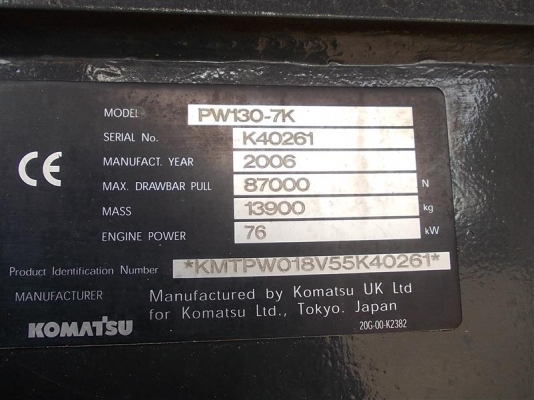 MODEL PW130-7K
SERIAL No. K40261
MANUFACT. YEAR 2006
MAX. DRAWBAR PULL 87000 N
MASS 13900 kg
ENGINE POWER 76 kW
CE
Product Identification Number *KMTPW018V55K40261*
Manufactured by Komatsu UK Ltd
for Komatsu Ltd., Tokyo. Japan
KOMATSU
20G-00-K2382